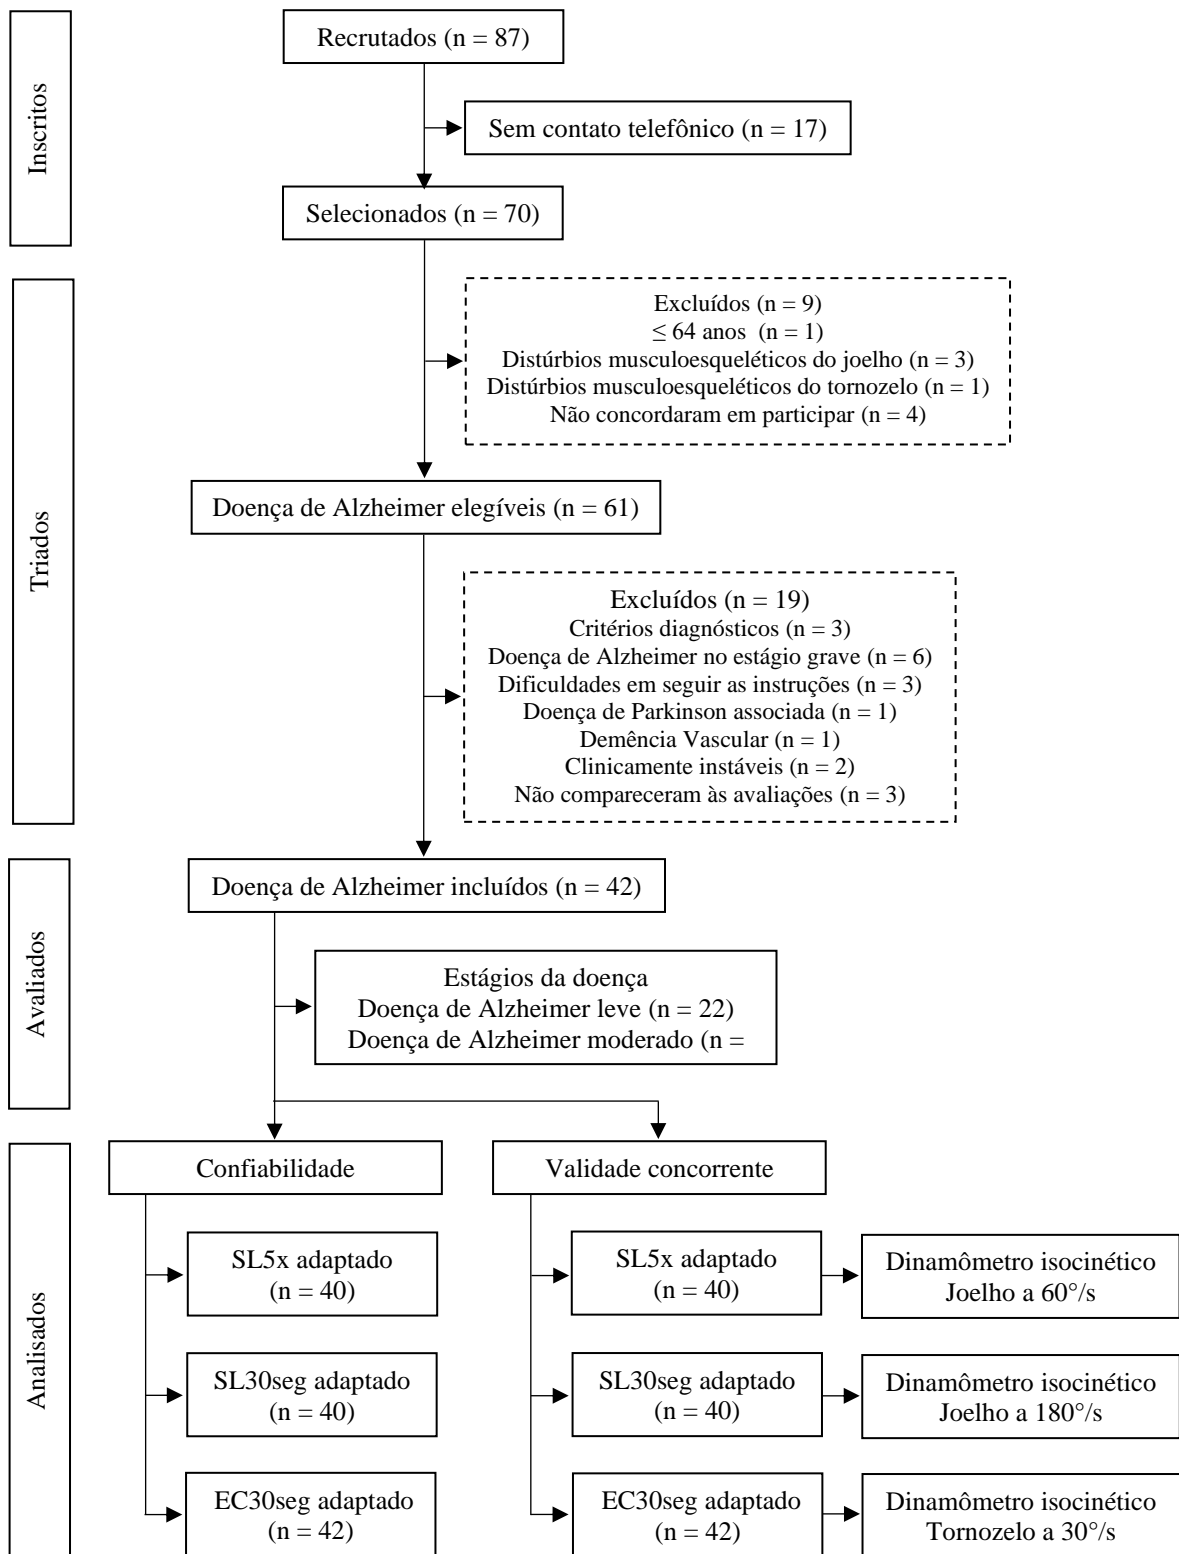 Inscritos
Recrutados (n = 87)
Sem contato telefônico (n = 17)
Selecionados (n = 70)
Triados
Excluídos (n = 9)
≤ 64 anos  (n = 1)
Distúrbios musculoesqueléticos do joelho (n = 3)
Distúrbios musculoesqueléticos do tornozelo (n = 1)
Não concordaram em participar (n = 4)
Doença de Alzheimer elegíveis (n = 61)
Excluídos (n = 19)
Critérios diagnósticos (n = 3)
Doença de Alzheimer no estágio grave (n = 6)
Dificuldades em seguir as instruções (n = 3)
Doença de Parkinson associada (n = 1)
Demência Vascular (n = 1)
Clinicamente instáveis (n = 2)
Não compareceram às avaliações (n = 3)
Avaliados
Doença de Alzheimer incluídos (n = 42)
Estágios da doença
Doença de Alzheimer leve (n = 22)
Doença de Alzheimer moderado (n =
Analisados
Confiabilidade
Validade concorrente
SL5x adaptado
(n = 40)
SL5x adaptado
(n = 40)
Dinamômetro isocinético
Joelho a 60°/s
SL30seg adaptado
(n = 40)
SL30seg adaptado
(n = 40)
Dinamômetro isocinético
Joelho a 180°/s
EC30seg adaptado
(n = 42)
EC30seg adaptado
(n = 42)
Dinamômetro isocinético
Tornozelo a 30°/s